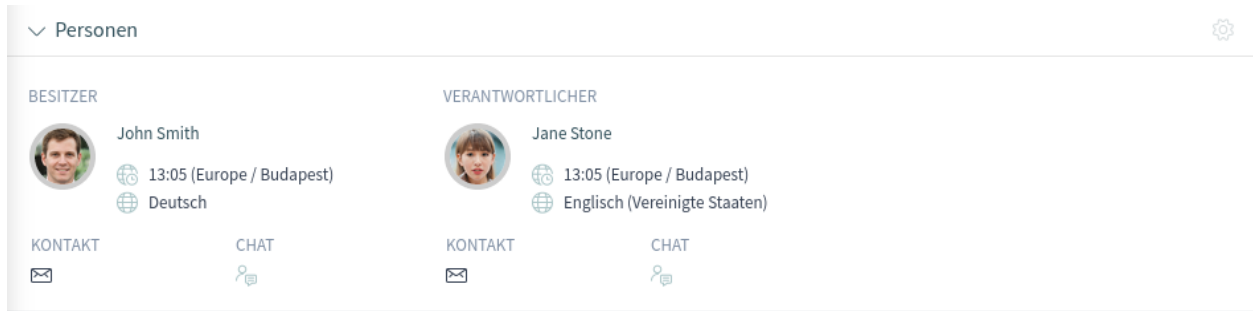 Personen
BESITZER
John Smith
13:05 (Europe / Budapest)
Deutsch
KONTAKT
CHAT
VERANTWORTLICHER
Jane Stone
13:05 (Europe / Budapest)
Englisch (Vereinigte Staaten)
KONTAKT
CHAT